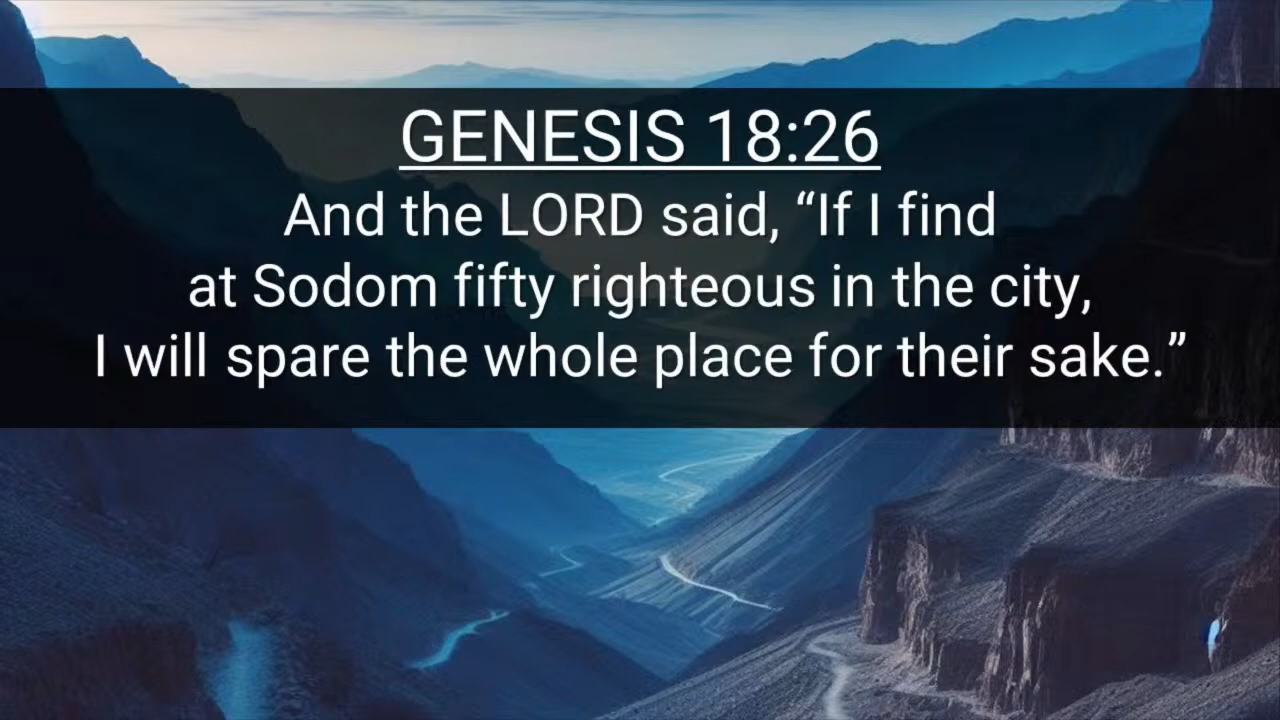 GENESIS 18:26
And the LORD said, “If I find
at Sodom fifty righteous in the city,
I will spare the whole place for their sake.”